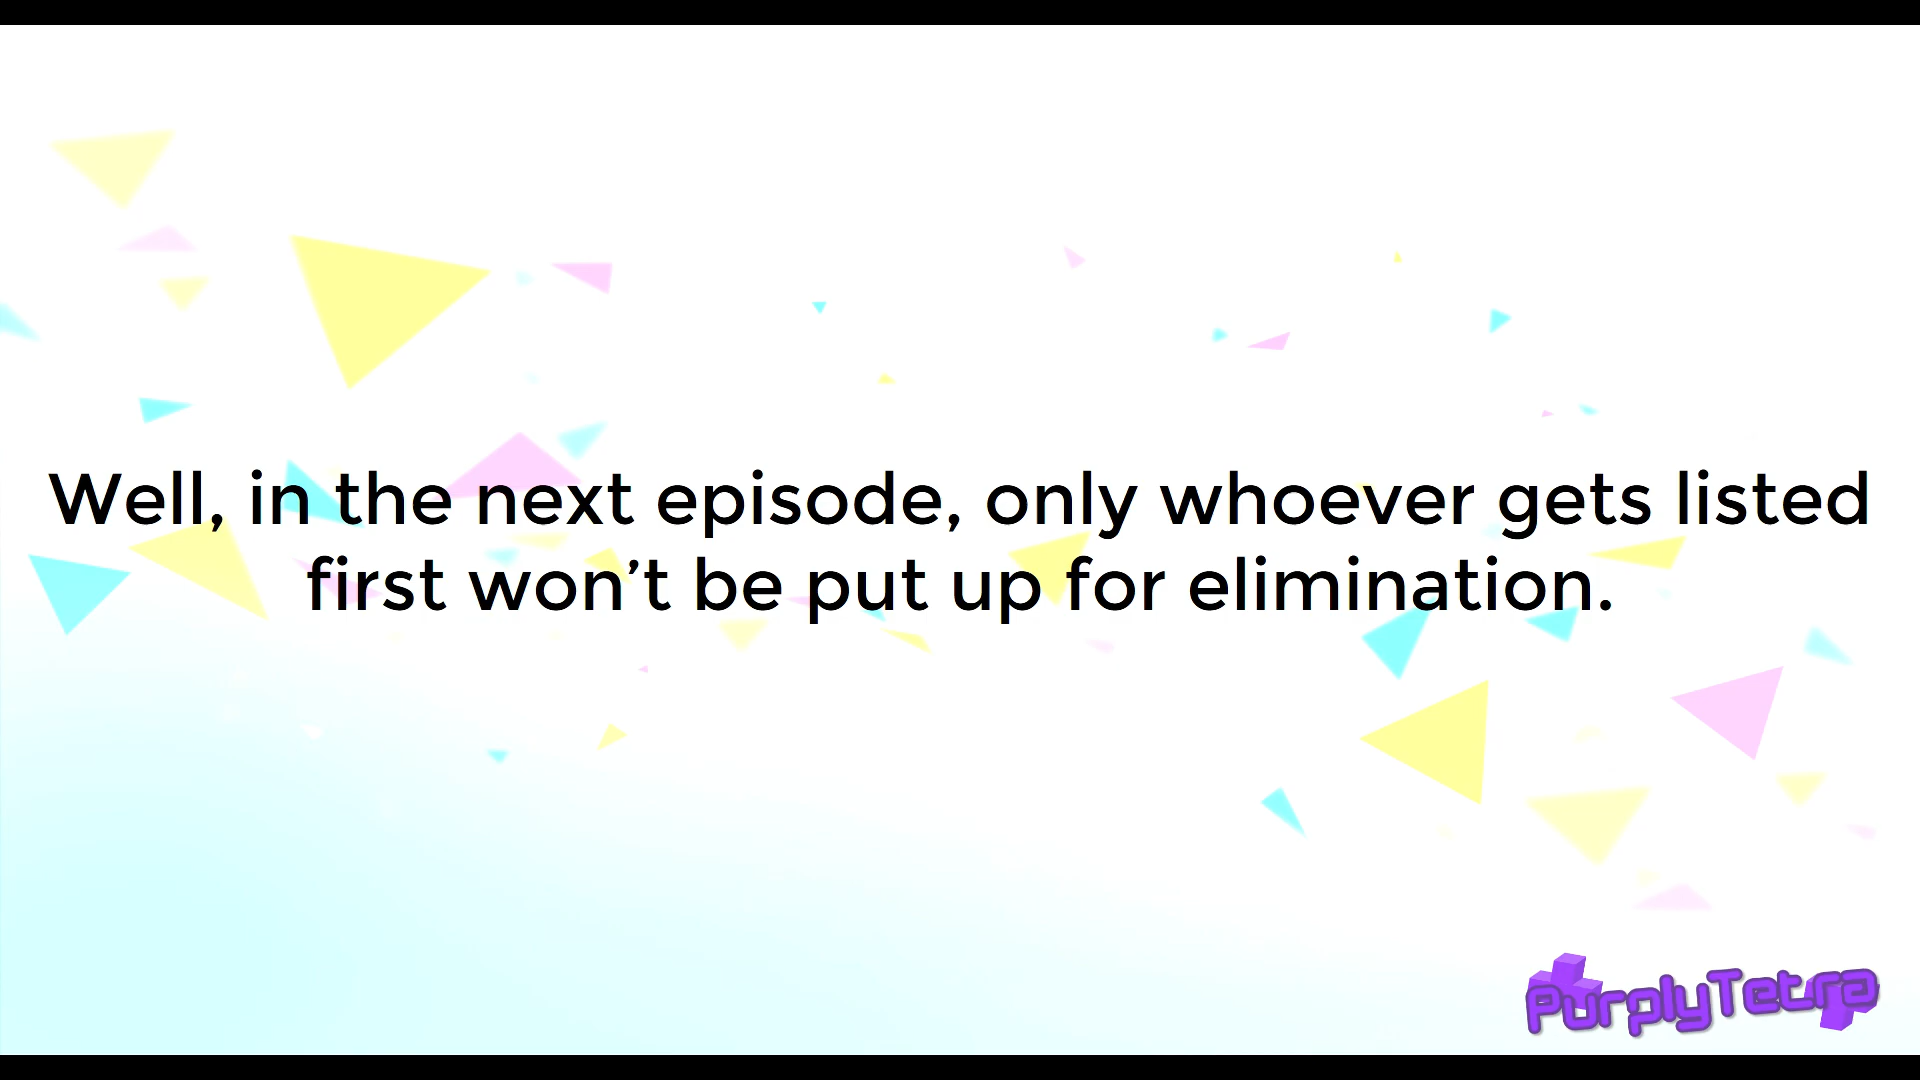 Well, in the next episode, only whoever gets listed
first won’t be put up for elimination.
PurplyTetra